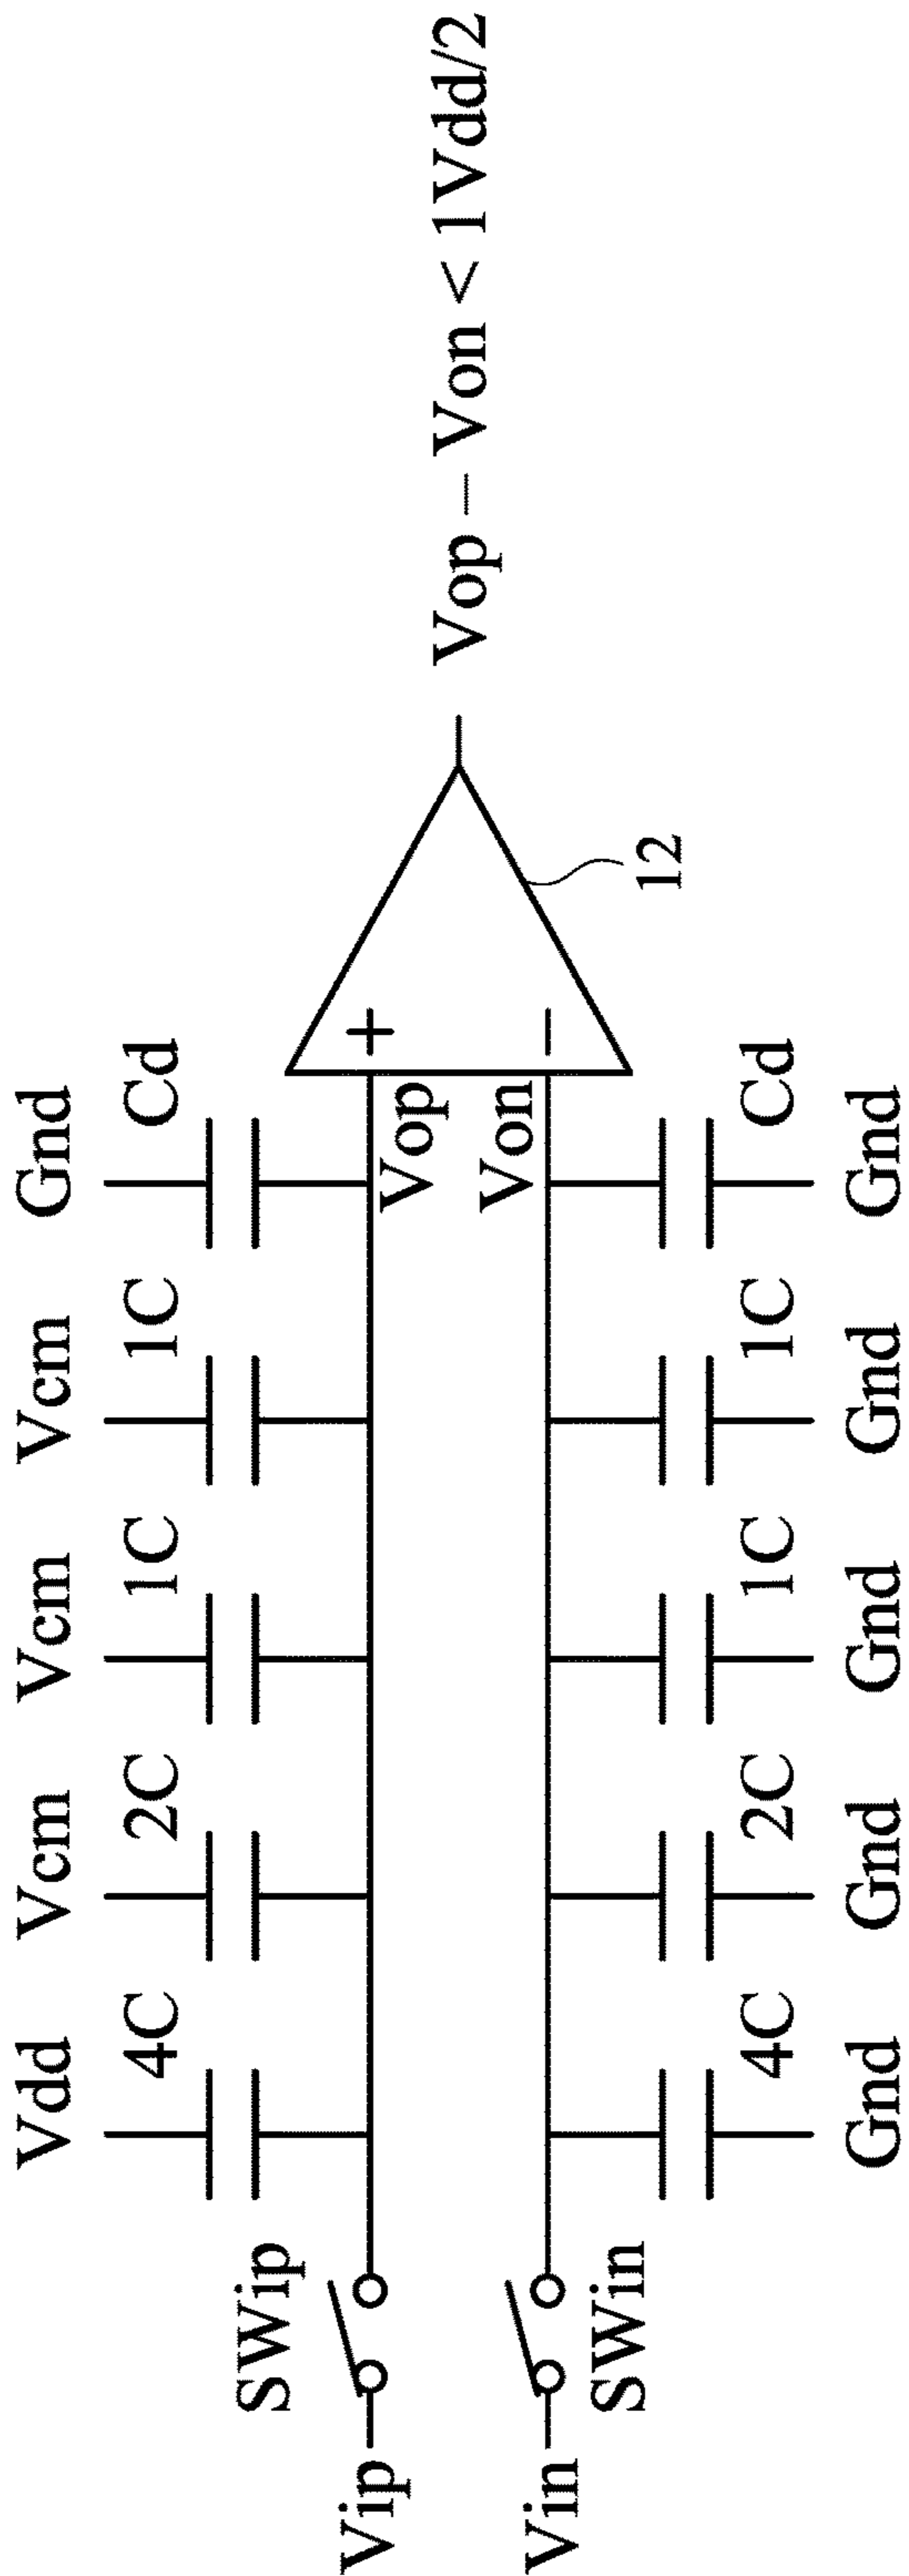 Vdd Vcm Vcm Vcm Gnd
4C 2C 1C 1C Cd
SWip
Vip
Vop
+
Vop – Von < 1Vdd/2
Von
−
Vin
SWin
12
4C 2C 1C 1C Cd
Gnd Gnd Gnd Gnd Gnd